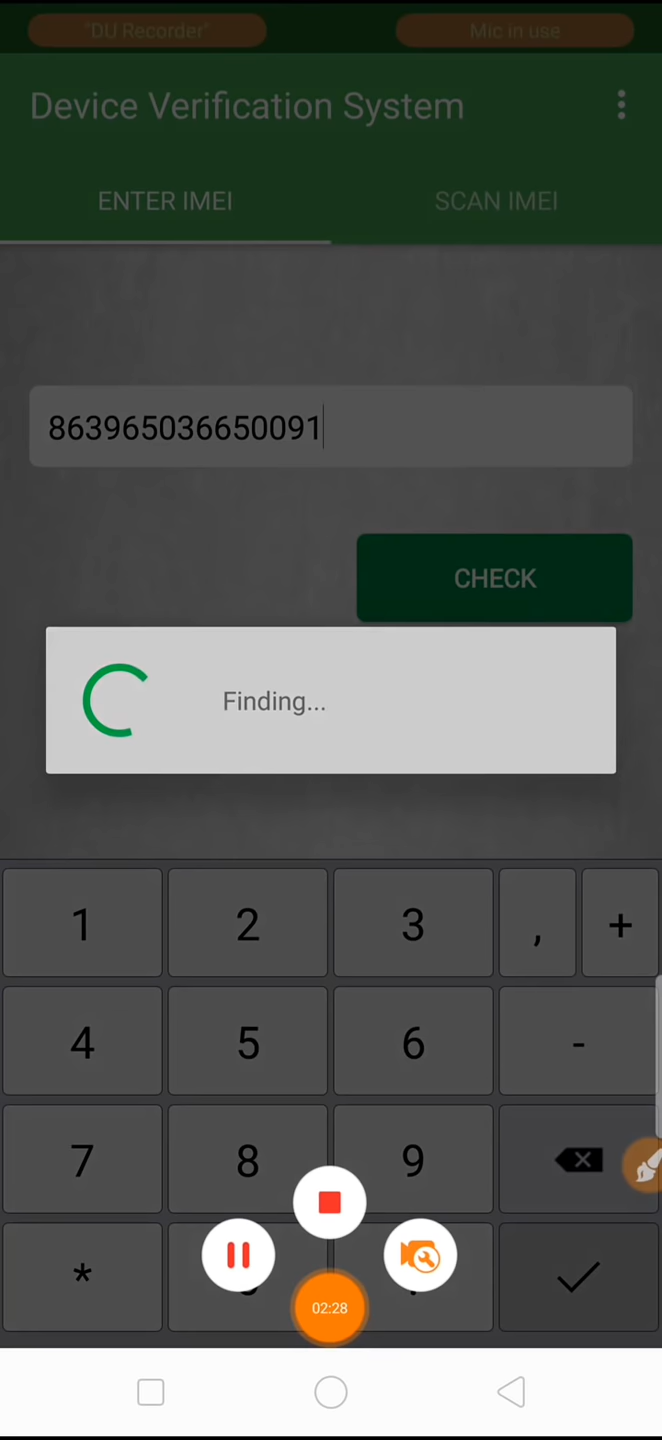 "DU Recorder" Mic in use
Device Verification System
ENTER IMEI SCAN IMEI
863965036650091
CHECK
Finding...
1 2 3 , +
4 5 6 -
7 8 9
*
02:28